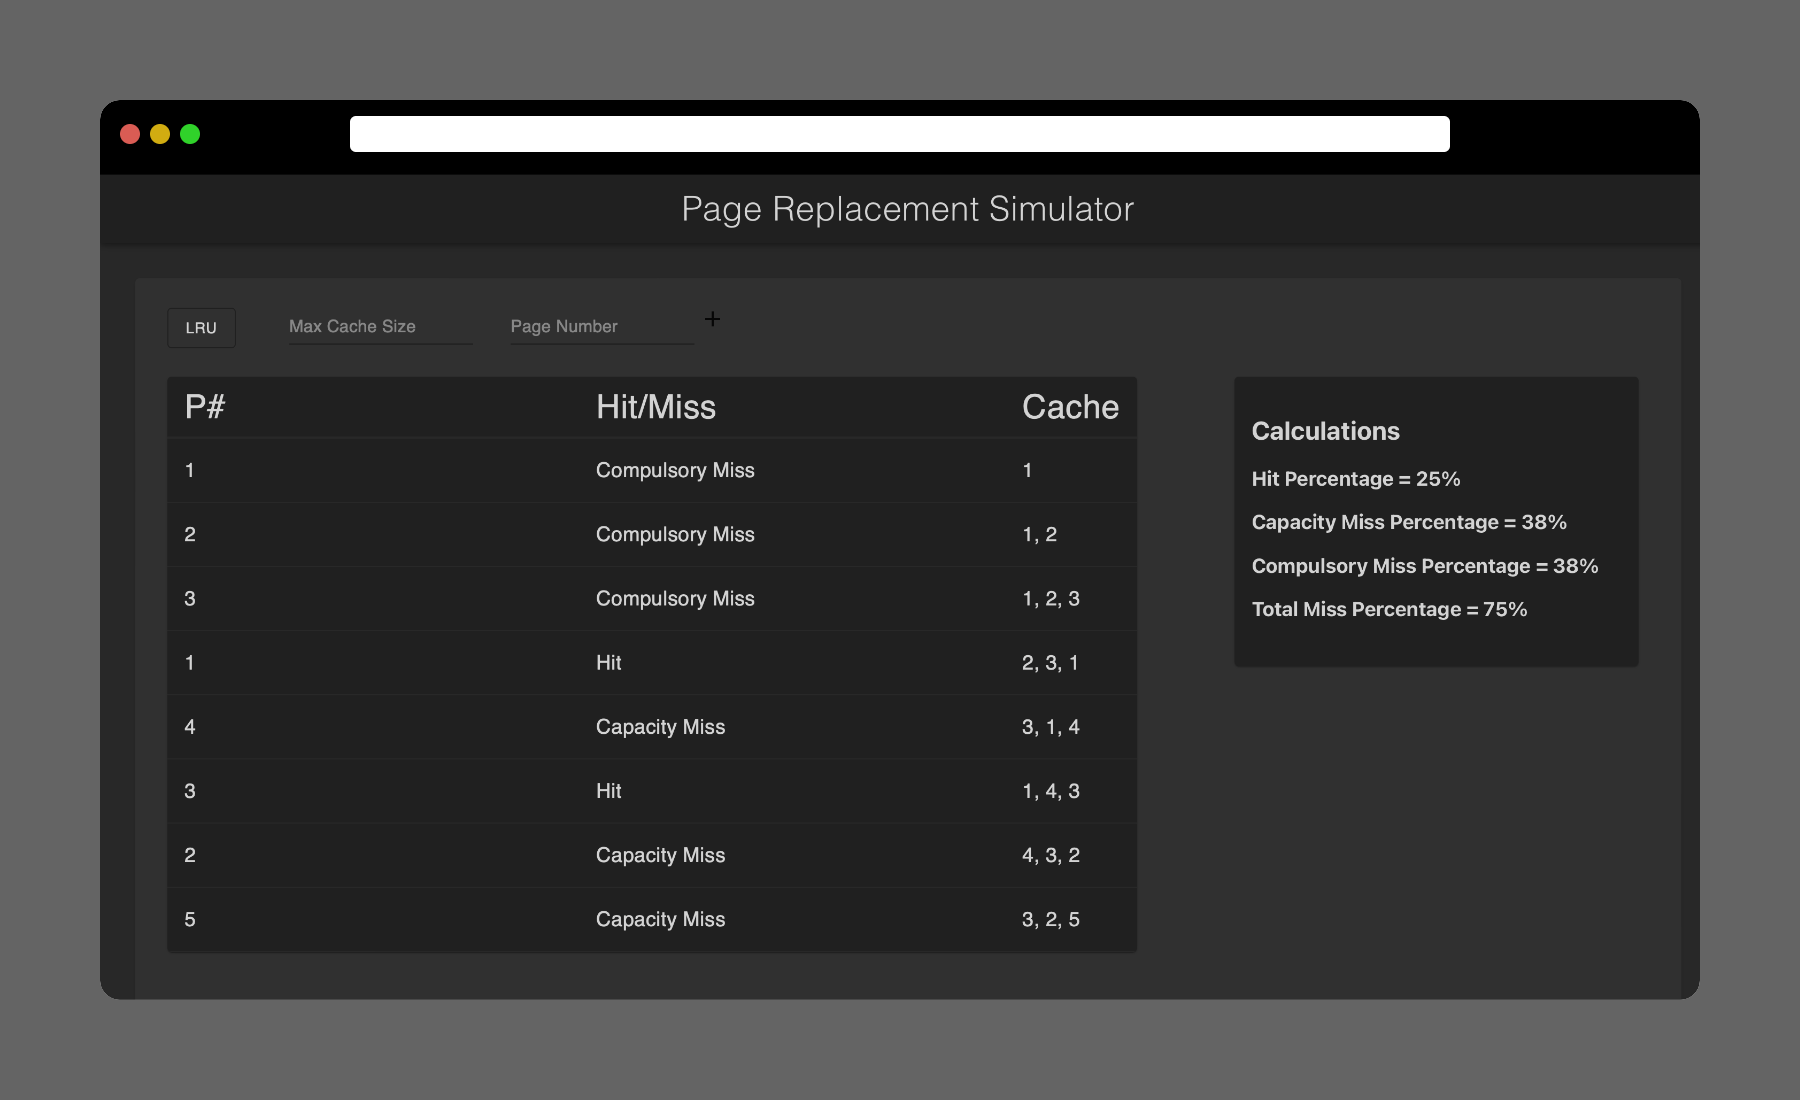 Page Replacement Simulator
LRU Max Cache Size Page Number +
P# Hit/Miss Cache
1 Compulsory Miss 1
2 Compulsory Miss 1, 2
3 Compulsory Miss 1, 2, 3
1 Hit 2, 3, 1
4 Capacity Miss 3, 1, 4
3 Hit 1, 4, 3
2 Capacity Miss 4, 3, 2
5 Capacity Miss 3, 2, 5
Calculations
Hit Percentage = 25%
Capacity Miss Percentage = 38%
Compulsory Miss Percentage = 38%
Total Miss Percentage = 75%